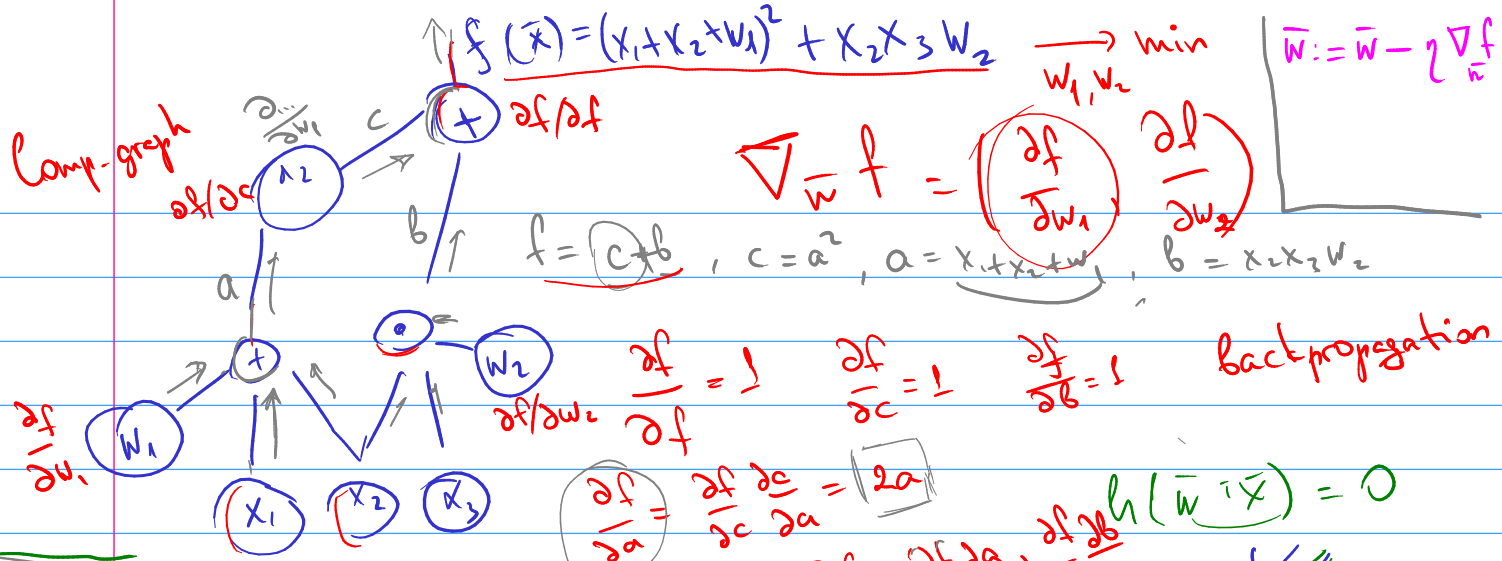 f (x̄) = (x₁+x₂+w₁)² + x₂x₃w₂ → min
w₁, w₂
w̄ := w̄ − η ∇f
Comp-graph
∂.../∂w₁
c
+
∂f/∂f
∇_w̄ f = (∂f/∂w₁ ∂f/∂w₂)
∂f/∂c
b
f = c+b , c = a² , a = x₁+x₂+w₁ , b = x₂x₃w₂
a
+
•
w₂
∂f/∂w₂
∂f/∂f = 1 ∂f/∂c = 1 ∂f/∂b = 1
backpropagation
∂f/∂w₁
w₁
x₁ x₂ x₃
∂f/∂a = ∂f/∂c ∂c/∂a = 2a
h(w̄ x̄) = 0